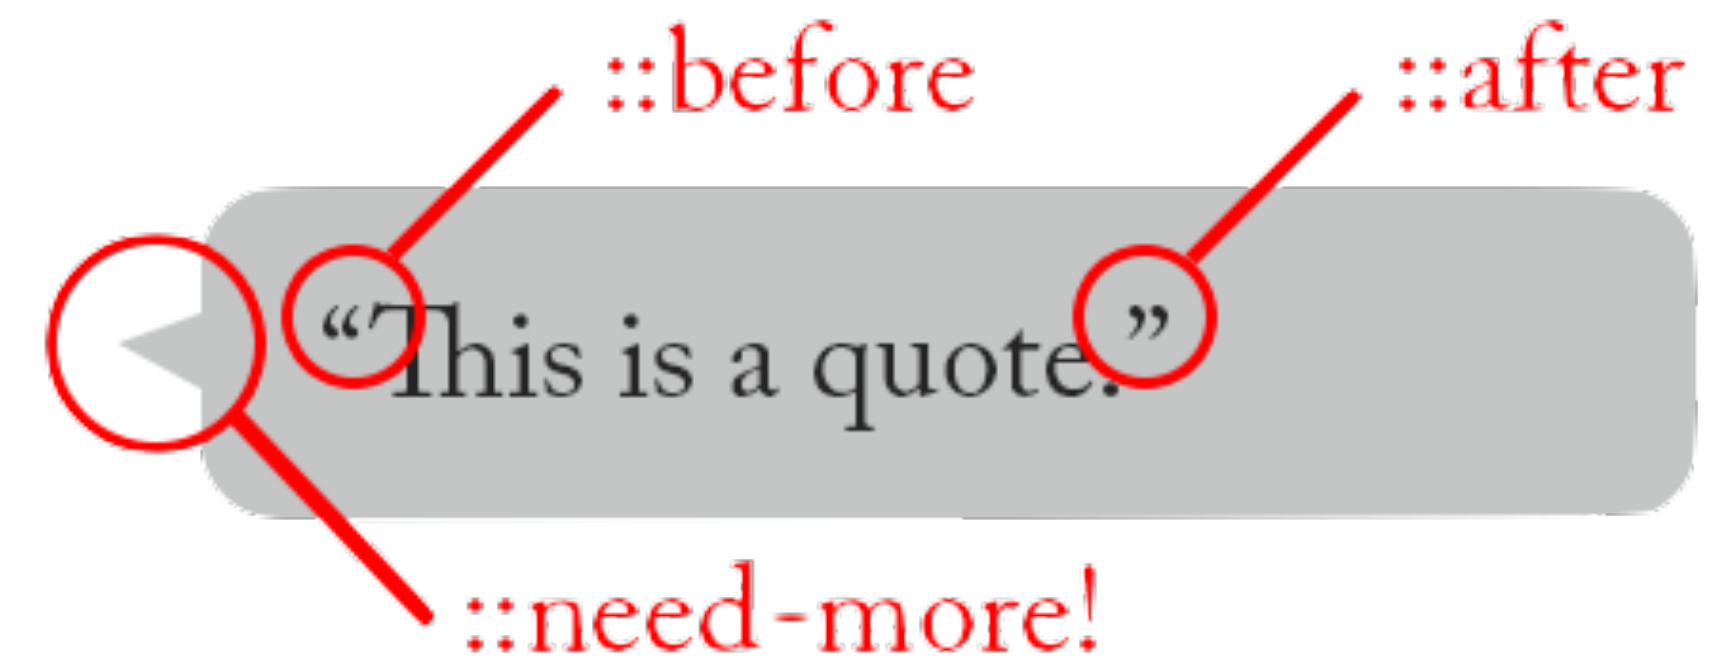 ::before ::after
“This is a quote.”
::need-more!